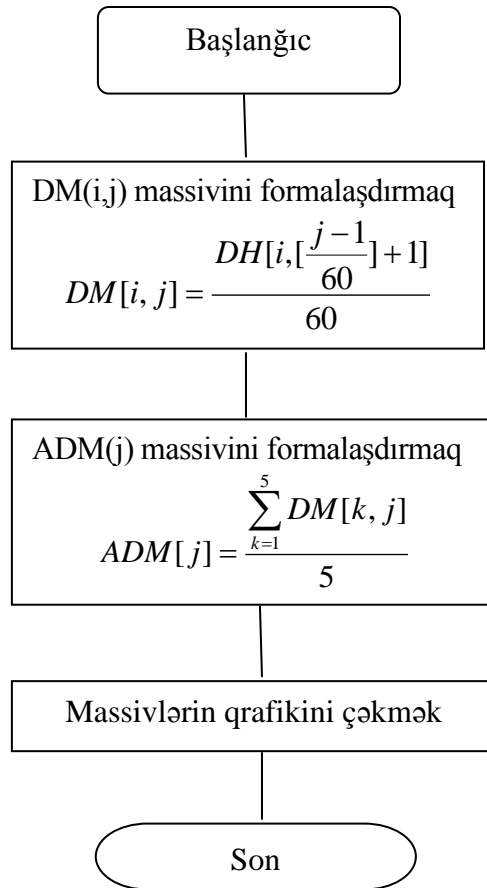 Başlanğıc
DM(i,j) massivini formalaşdırmaq
DM[i, j] = DH[i,[(j−1)/60]+1] / 60
ADM(j) massivini formalaşdırmaq
ADM[j] = ∑_{k=1}^{5} DM[k, j] / 5
Massivlərin qrafikini çəkmək
Son